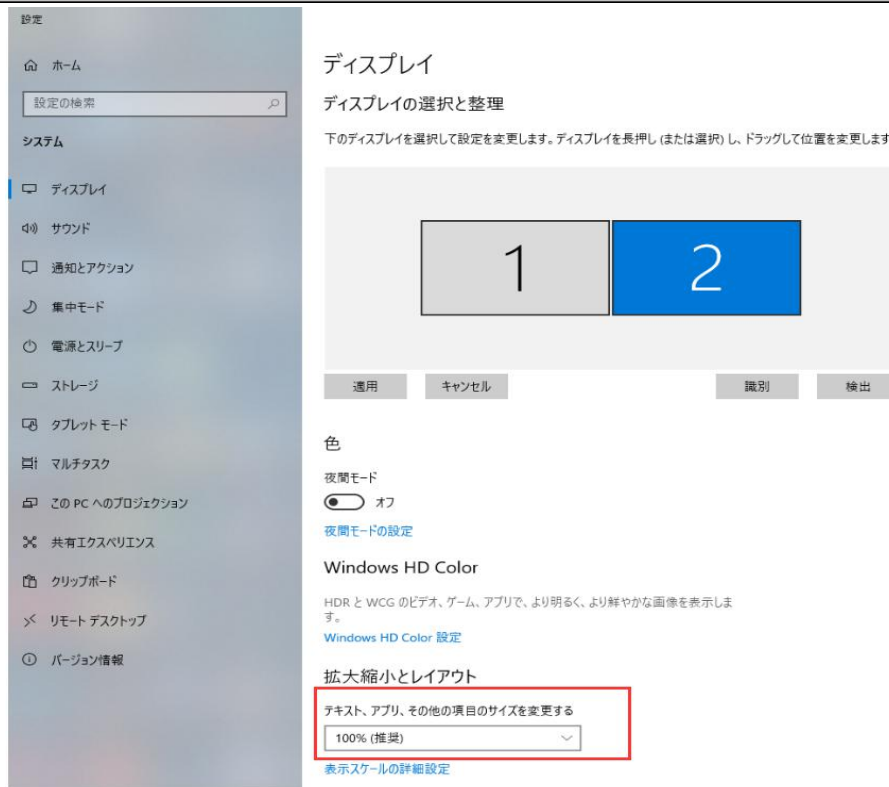 設定
ホーム
設定の検索
システム
ディスプレイ
サウンド
通知とアクション
集中モード
電源とスリープ
ストレージ
タブレット モード
マルチタスク
この PC へのプロジェクション
共有エクスペリエンス
クリップボード
リモート デスクトップ
バージョン情報
ディスプレイ
ディスプレイの選択と整理
下のディスプレイを選択して設定を変更します。ディスプレイを長押し (または選択) し、ドラッグして位置を変更します
1 2
適用 キャンセル 識別 検出
色
夜間モード
オフ
夜間モードの設定
Windows HD Color
HDR と WCG のビデオ、ゲーム、アプリで、より明るく、より鮮やかな画像を表示しま
す。
Windows HD Color 設定
拡大縮小とレイアウト
テキスト、アプリ、その他の項目のサイズを変更する
100% (推奨)
表示スケールの詳細設定